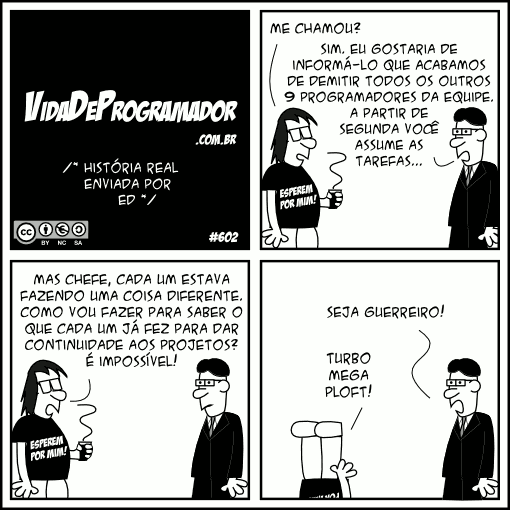 VidaDeProgramador
.com.br
/* HISTÓRIA REAL
ENVIADA POR
ED */
CC BY NC SA
#602
ME CHAMOU?
SIM. EU GOSTARIA DE
INFORMÁ-LO QUE ACABAMOS
DE DEMITIR TODOS OS OUTROS
9 PROGRAMADORES DA EQUIPE.
A PARTIR DE
SEGUNDA VOCÊ
ASSUME AS
TAREFAS...
ESPEREM
POR MIM!
MAS CHEFE, CADA UM ESTAVA
FAZENDO UMA COISA DIFERENTE.
COMO VOU FAZER PARA SABER O
QUE CADA UM JÁ FEZ PARA DAR
CONTINUIDADE AOS PROJETOS?
É IMPOSSÍVEL!
ESPEREM
POR MIM!
SEJA GUERREIRO!
TURBO
MEGA
PLOFT!